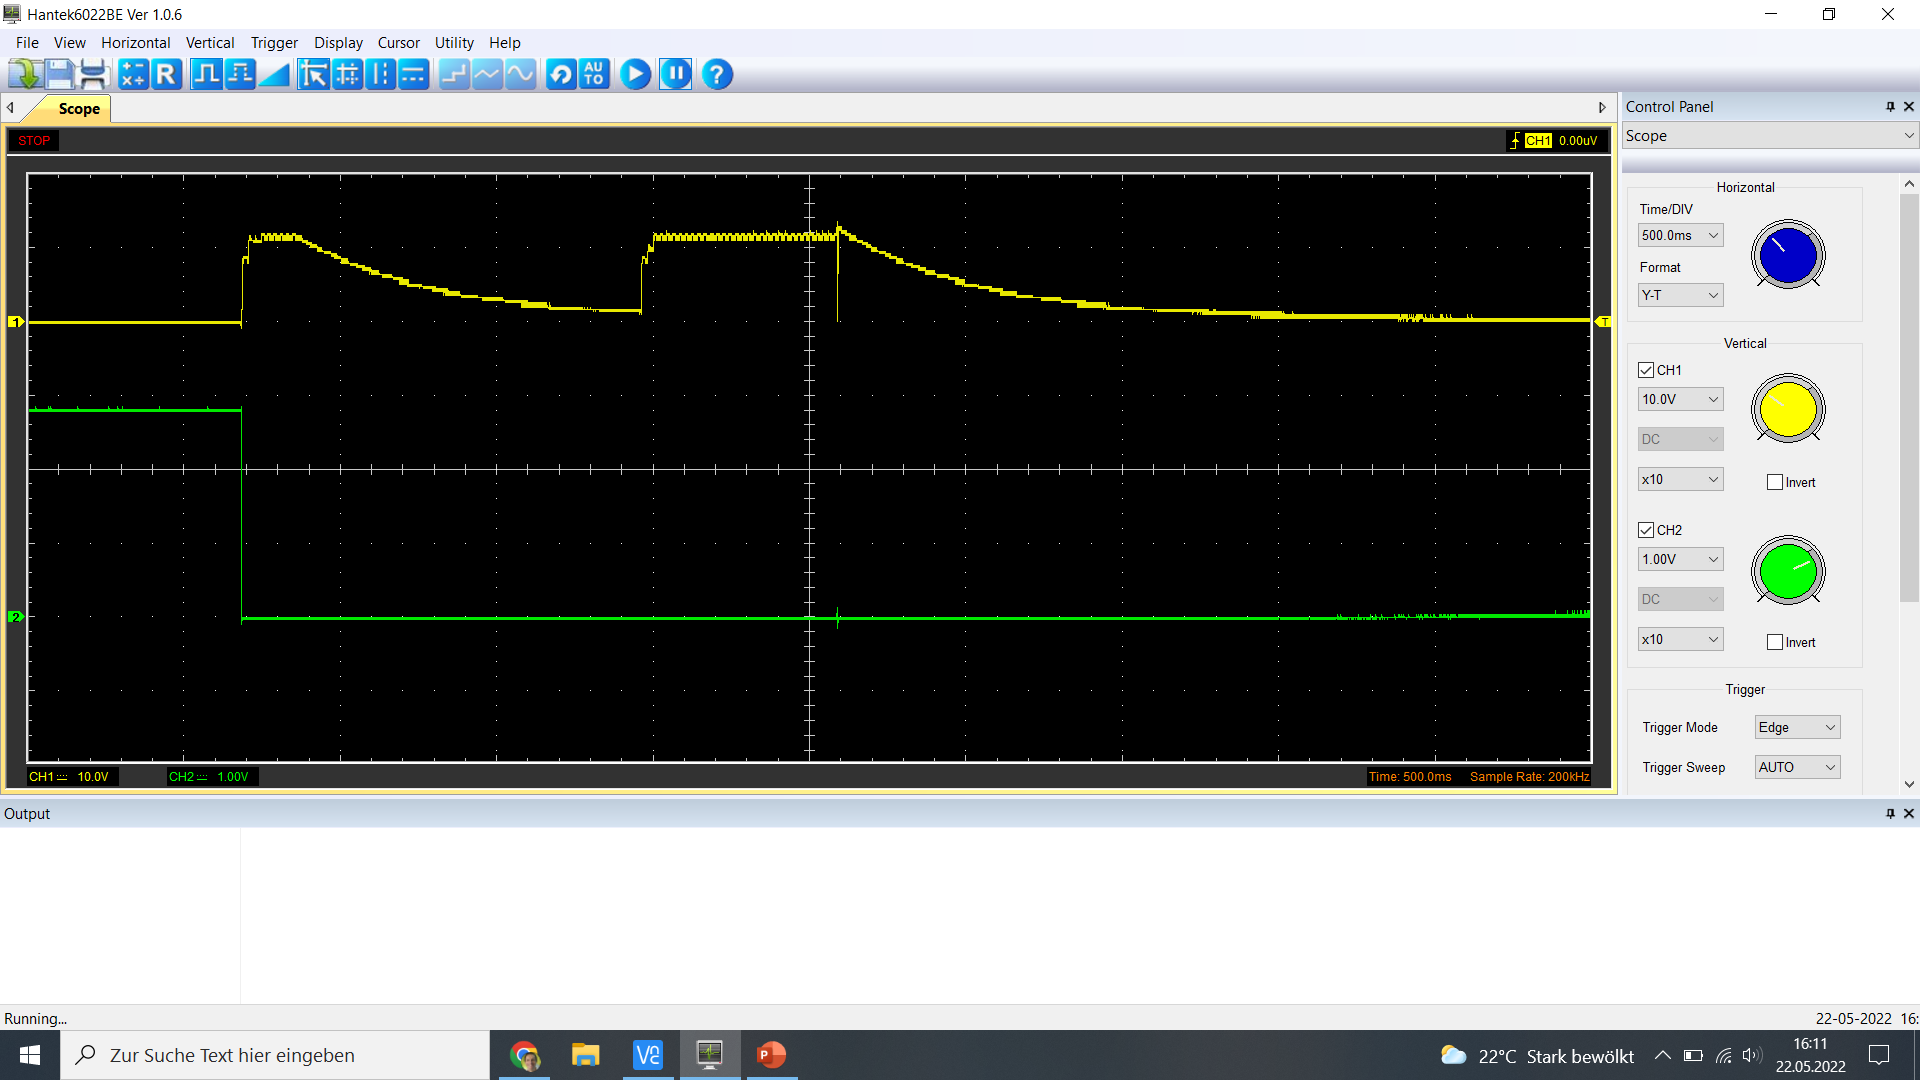 Hantek6022BE Ver 1.0.6
File View Horizontal Vertical Trigger Display Cursor Utility Help
R AU TO ?
Scope
Control Panel
Scope
STOP
CH1 0.00uV
Horizontal
Time/DIV
500.0ms
Format
Y-T
1
T
Vertical
CH1
10.0V
DC
x10
Invert
CH2
1.00V
DC
x10
Invert
2
Trigger
Trigger Mode Edge
Trigger Sweep AUTO
CH1 10.0V CH2 1.00V Time: 500.0ms Sample Rate: 200kHz
Output
Running...
22-05-2022 16:
Zur Suche Text hier eingeben
P
22°C Stark bewölkt
16:11
22.05.2022